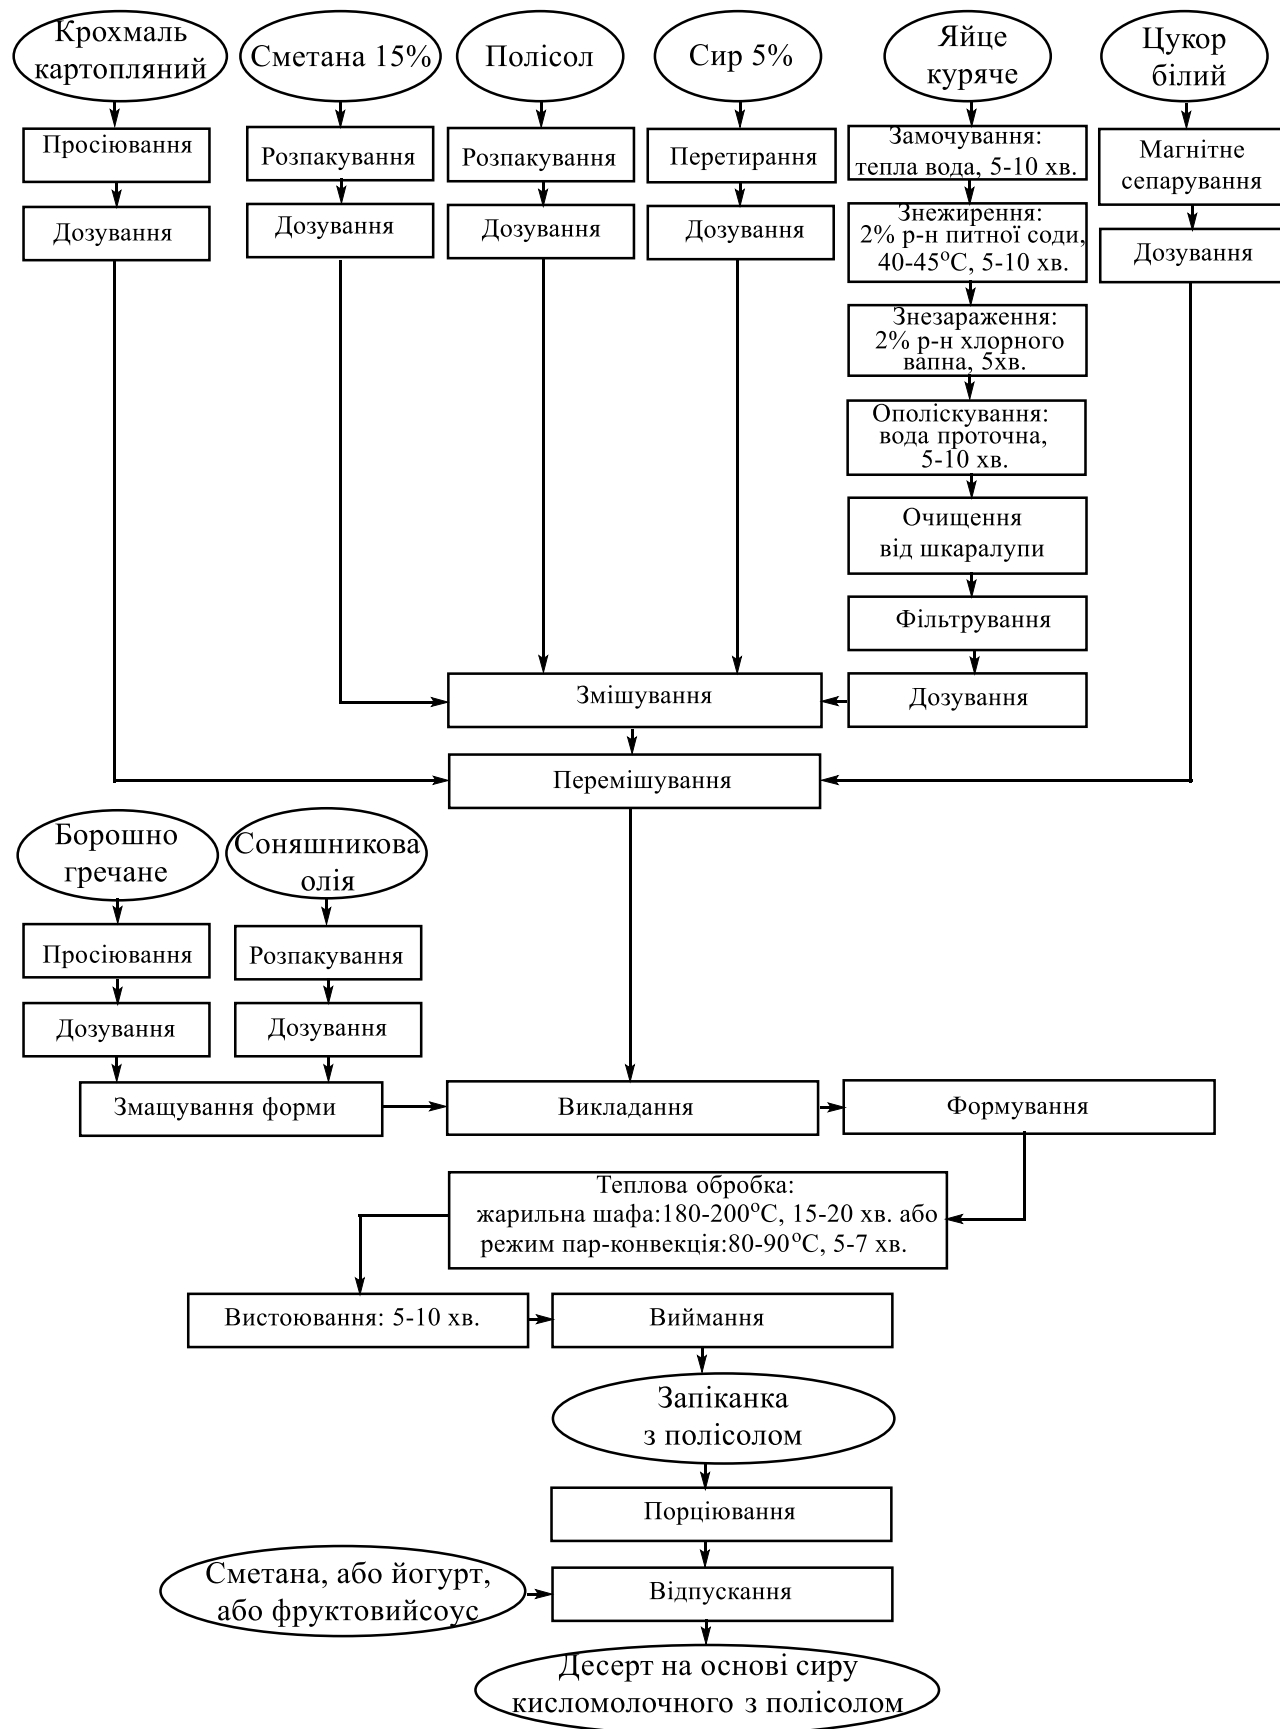 Крохмаль
картопляний
Сметана 15%
Полісол
Сир 5%
Яйце
куряче
Цукор
білий
Просіювання
Розпакування
Розпакування
Перетирання
Замочування:
тепла вода, 5-10 хв.
Магнітне
сепарування
Дозування
Дозування
Дозування
Дозування
Знежирення:
2% р-н питної соди,
40-45°С, 5-10 хв.
Дозування
Знезараження:
2% р-н хлорного
вапна, 5хв.
Ополіскування:
вода проточна,
5-10 хв.
Очищення
від шкаралупи
Фільтрування
Змішування
Дозування
Перемішування
Борошно
гречане
Соняшникова
олія
Просіювання
Розпакування
Дозування
Дозування
Змащування форми
Викладання
Формування
Теплова обробка:
жарильна шафа:180-200°С, 15-20 хв. або
режим пар-конвекція:80-90°С, 5-7 хв.
Вистоювання: 5-10 хв.
Виймання
Запіканка
з полісолом
Порціювання
Сметана, або йогурт,
або фруктовийсоус
Відпускання
Десерт на основі сиру
кисломолочного з полісолом